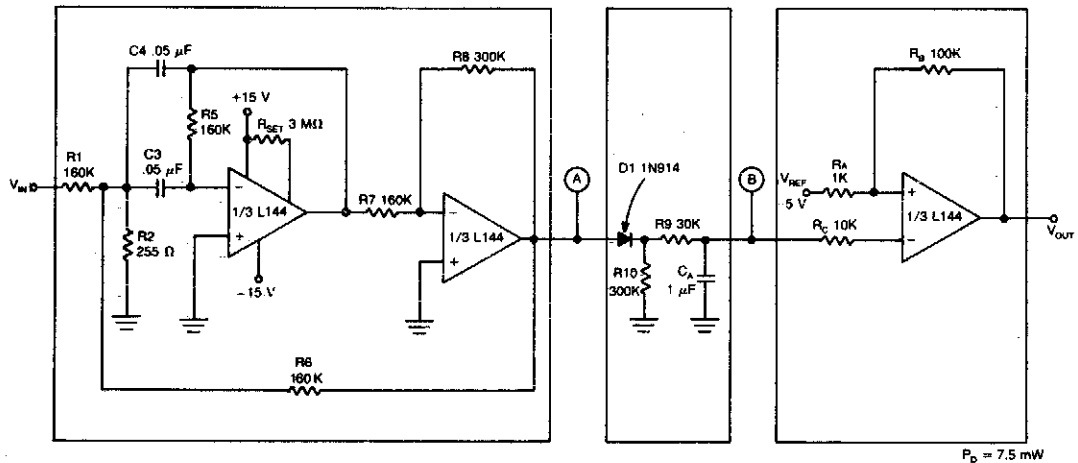 C4 .05 µF
R8 300K
R_B 100K
+15 V
R_SET 3 MΩ
R5
160K
R1
160K
C3
.05 µF
V_IN
D1 1N914
A
B
V_REF
5 V
R_A
1K
−
1/3 L144
+
R7 160K
−
1/3 L144
+
R9 30K
R_C 10K
+
1/3 L144
−
V_OUT
R2
255 Ω
−15 V
R10
300K
C_A
1 µF
R6
160 K
P_D = 7.5 mW